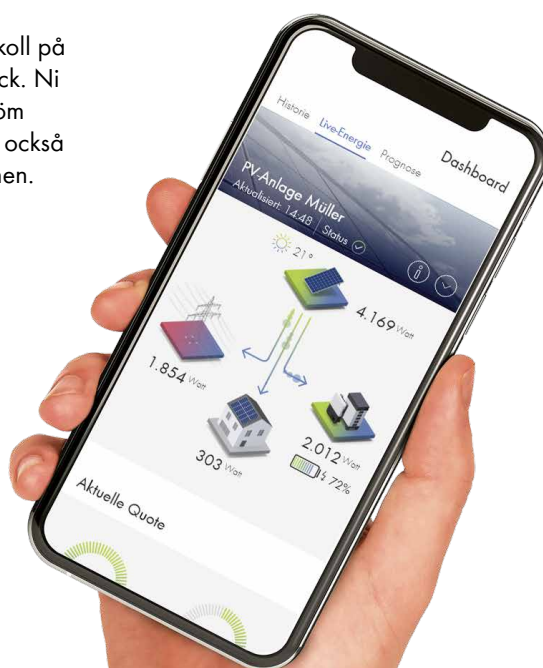 koll på
ck. Ni
öm
också
nen.
Dashboard
Historie Live-Energie Prognose
PV Anlage Müller
Aktualisiert: 14.48 | Status
i
21°
4.169 Watt
1.854 Watt
303 Watt
2.012 Watt
72%
Aktuelle Quote